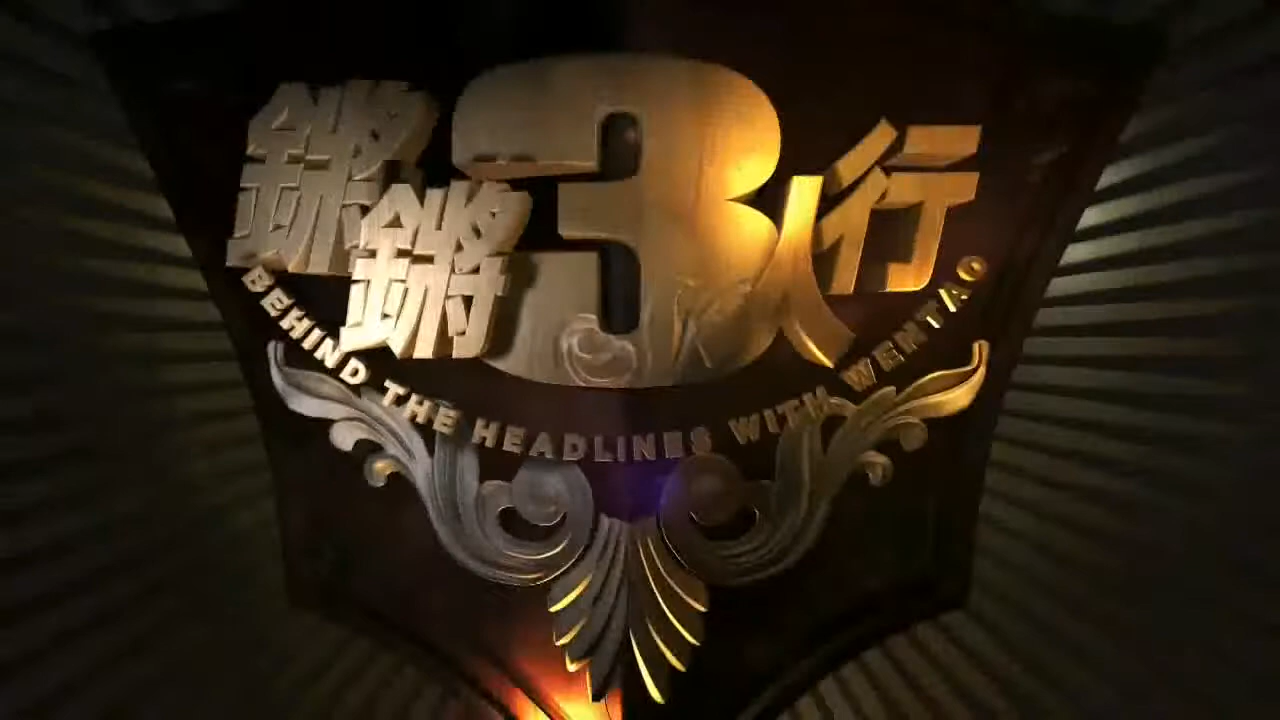 鏘鏘3人行
BEHIND THE HEADLINES WITH WENTAO